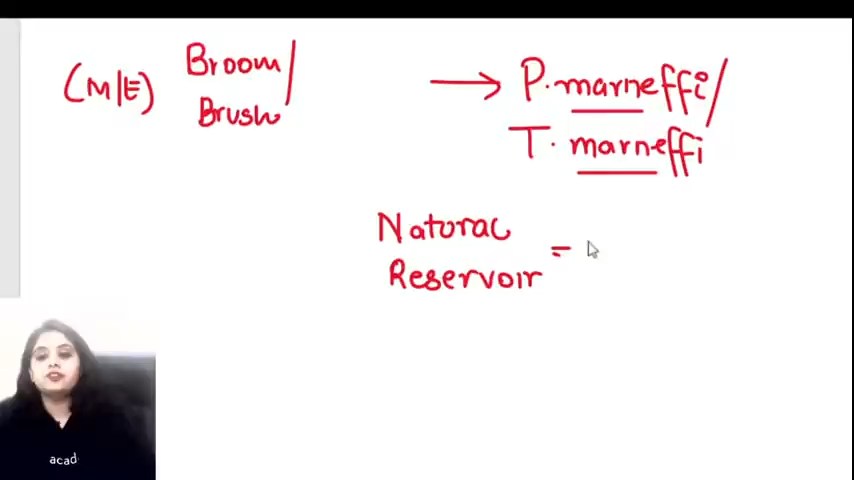 (M/E) Broom/
Brush
→ P. marneffi/
T. marneffi
Natural
Reservoir =
acad